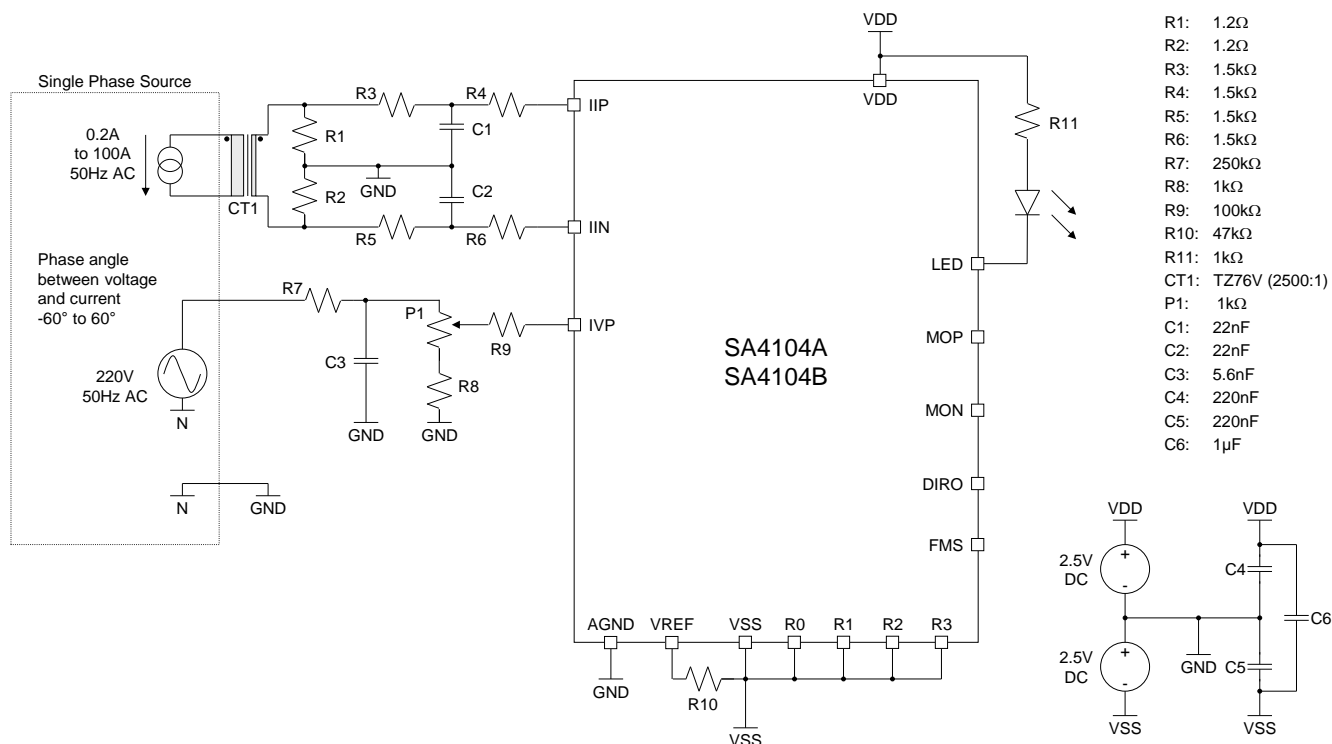 Single Phase Source
0.2A
to 100A
50Hz AC
CT1
R1
R2
R3
R4
C1
GND
C2
R5
R6
Phase angle
between voltage
and current
-60° to 60°
220V
50Hz AC
N
N
GND
R7
C3
GND
P1
R8
GND
R9
IIP
IIN
IVP
SA4104A
SA4104B
VDD
VDD
R11
LED
MOP
MON
DIRO
FMS
AGND
VREF
VSS
R0
R1
R2
R3
GND
R10
VSS
R1: 1.2Ω
R2: 1.2Ω
R3: 1.5kΩ
R4: 1.5kΩ
R5: 1.5kΩ
R6: 1.5kΩ
R7: 250kΩ
R8: 1kΩ
R9: 100kΩ
R10: 47kΩ
R11: 1kΩ
CT1: TZ76V (2500:1)
P1: 1kΩ
C1: 22nF
C2: 22nF
C3: 5.6nF
C4: 220nF
C5: 220nF
C6: 1µF
VDD
VDD
2.5V
DC
+
-
C4
C6
2.5V
DC
+
-
GND
C5
VSS
VSS